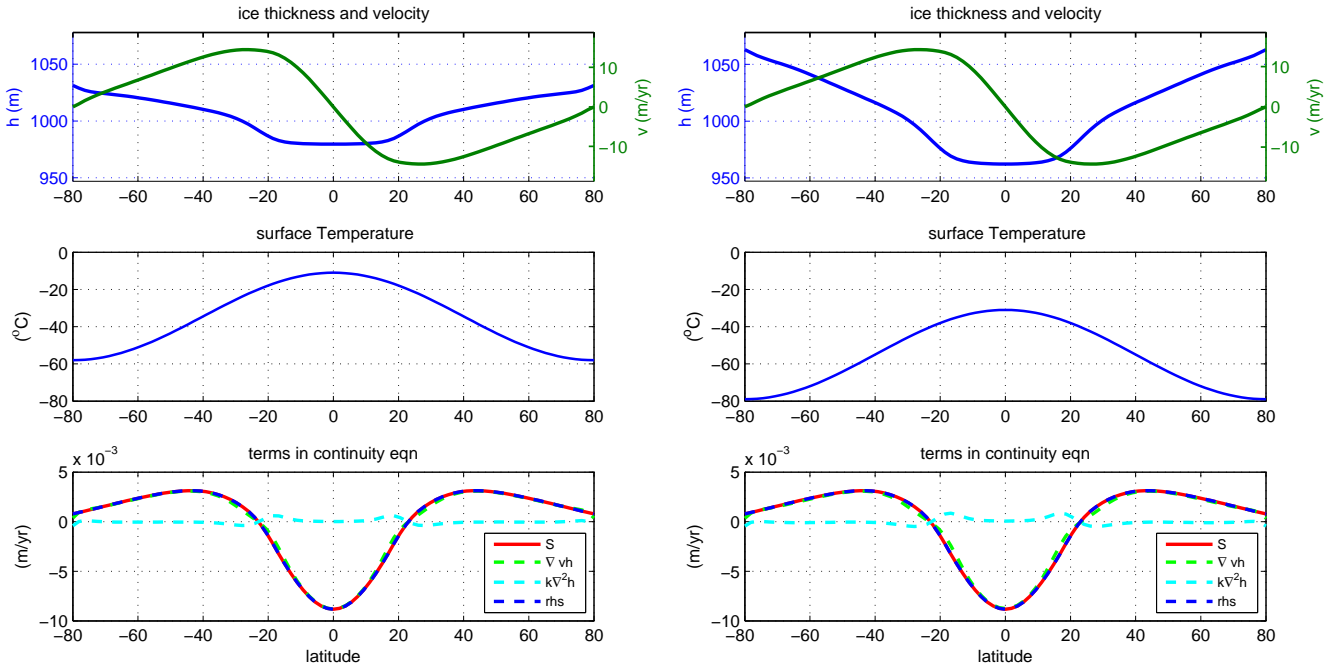 ice thickness and velocity
h (m)
1050
1000
950
10
0
−10
v (m/yr)
−80 −60 −40 −20 0 20 40 60 80
surface Temperature
(°C)
0
−20
−40
−60
−80
−80 −60 −40 −20 0 20 40 60 80
x 10⁻³
terms in continuity eqn
(m/yr)
5
0
−5
−10
S
∇ vh
k∇²h
rhs
−80 −60 −40 −20 0 20 40 60 80
latitude
ice thickness and velocity
h (m)
1050
1000
950
10
0
−10
v (m/yr)
−80 −60 −40 −20 0 20 40 60 80
surface Temperature
(°C)
0
−20
−40
−60
−80
−80 −60 −40 −20 0 20 40 60 80
x 10⁻³
terms in continuity eqn
(m/yr)
5
0
−5
−10
S
∇ vh
k∇²h
rhs
−80 −60 −40 −20 0 20 40 60 80
latitude